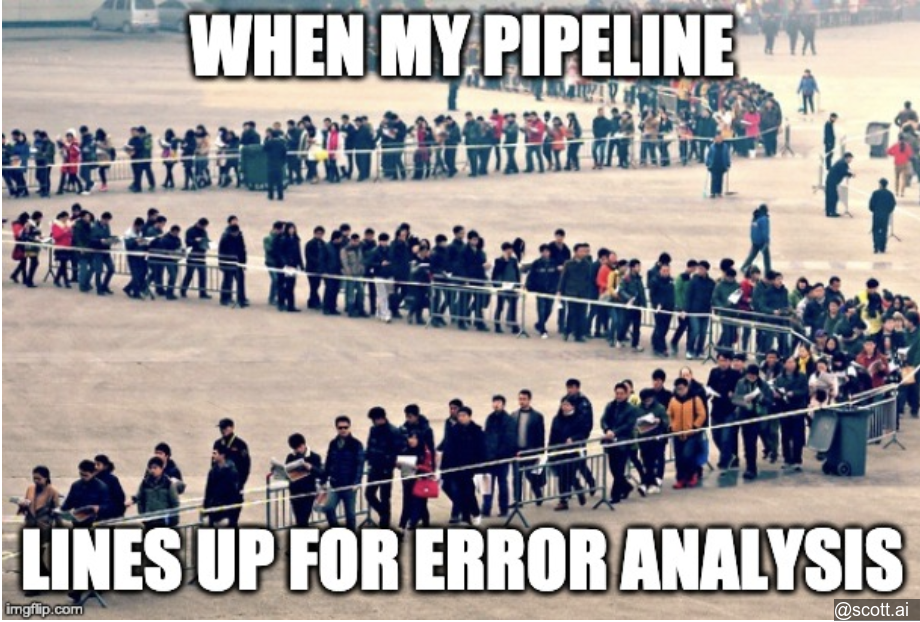 WHEN MY PIPELINE
LINES UP FOR ERROR ANALYSIS
imgflip.com
@scott.ai